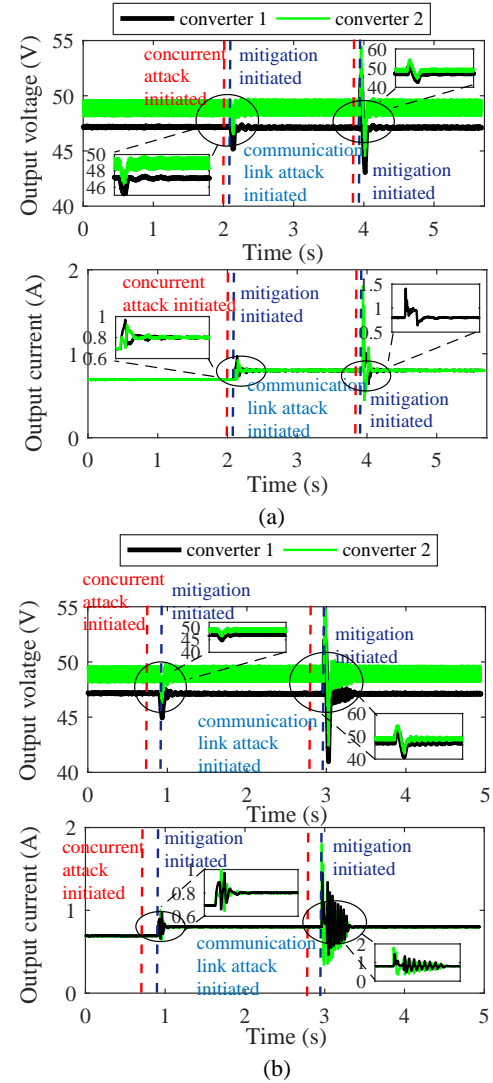 converter 1 converter 2
55
50
45
40
Output voltage (V)
concurrent
attack
initiated
mitigation
initiated
60
50
40
50
48
46
communication
link attack
initiated
mitigation
initiated
0 1 2 3 4 5
Time (s)
2
1
0
Output current (A)
concurrent
attack initiated
mitigation
initiated
1
0.8
0.6
1.5
1
0.5
communication
link attack
initiated
mitigation
initiated
0 1 2 3 4 5
Time (s)
(a)
converter 1 converter 2
55
50
45
40
Output volatge (V)
concurrent
attack
initiated
mitigation
initiated
50
45
40
mitigation
initiated
communication
link attack
initiated
60
50
40
0 1 2 3 4 5
Time (s)
2
1
0
Output current (A)
concurrent
attack
initiated
mitigation
initiated
1
0.8
0.6
mitigation
initiated
communication
link attack
initiated
2
1
0
0 1 2 3 4 5
Time (s)
(b)